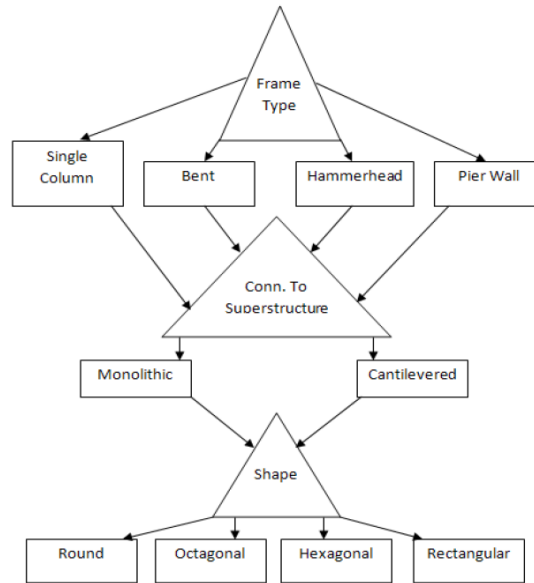 Frame
Type
Single
Column
Bent
Hammerhead
Pier Wall
Conn. To
Superstructure
Monolithic
Cantilevered
Shape
Round
Octagonal
Hexagonal
Rectangular